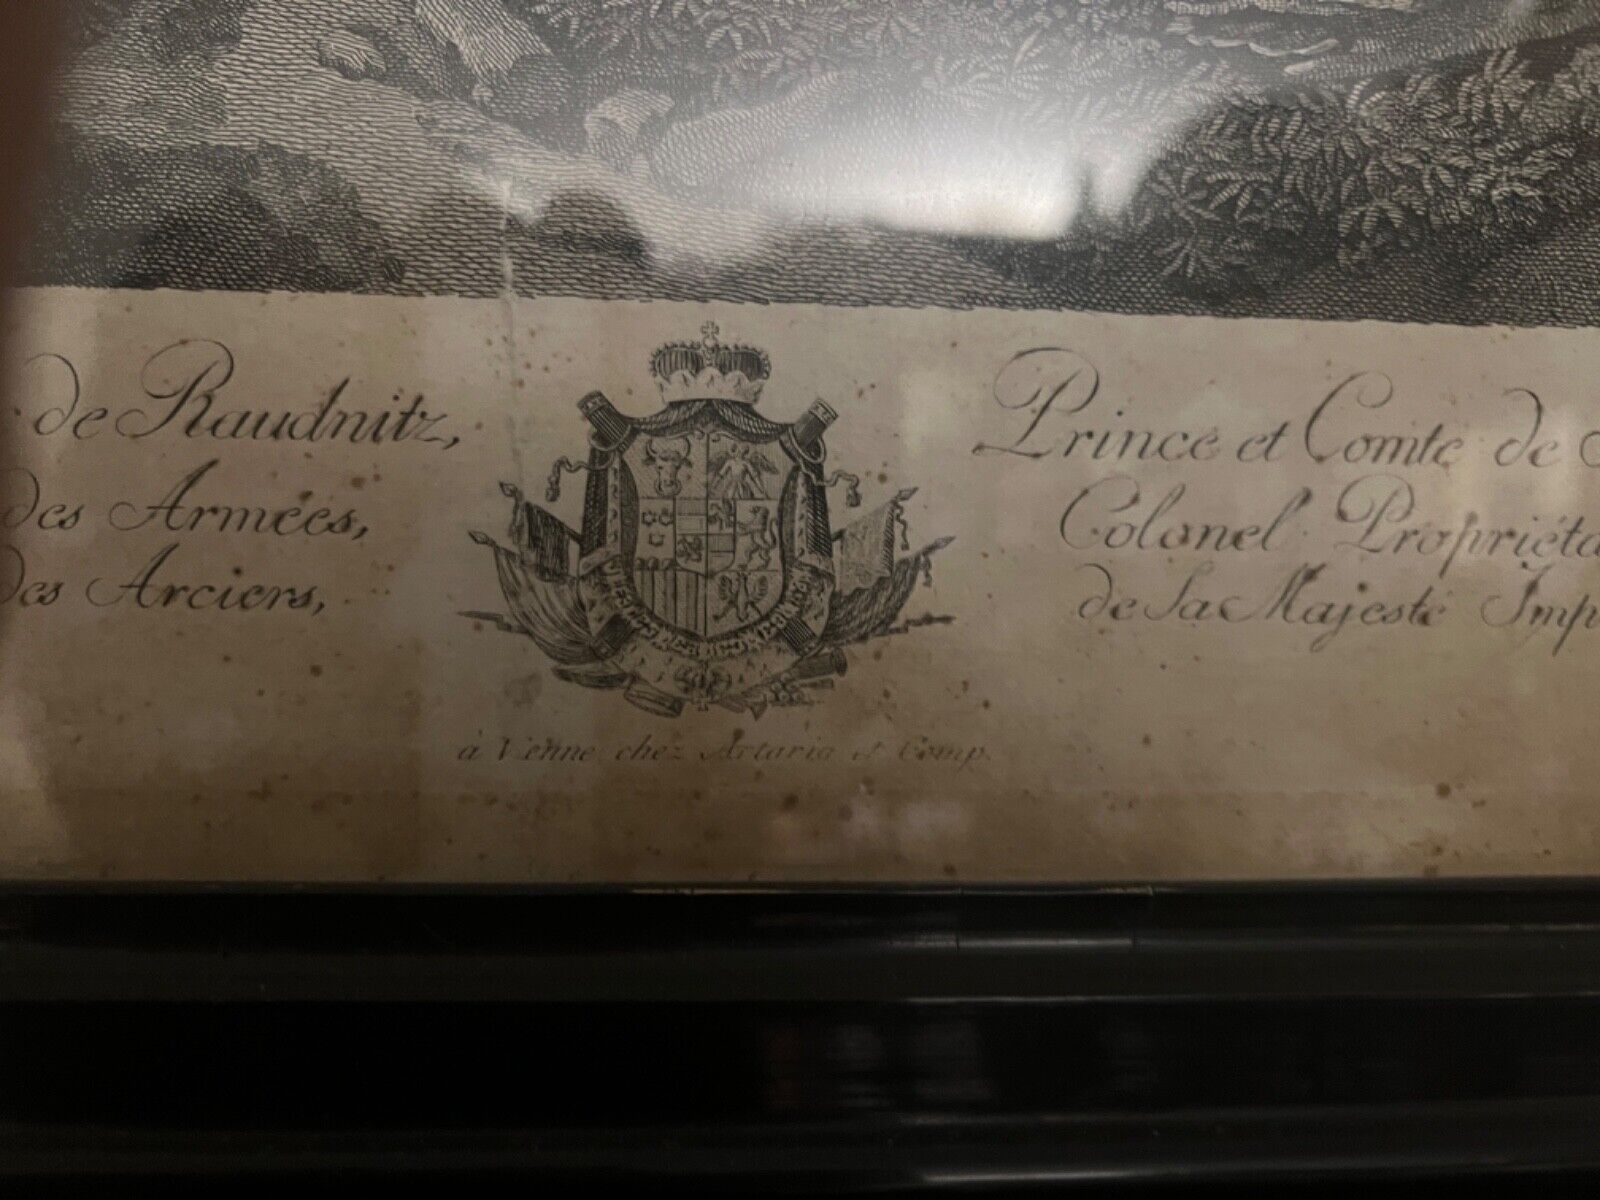 de Raudnitz, Prince et Comte de
des Armées, Colonel Propriéta
des Arciers, de Sa Majesté Imp
à Vienne chez Artaria et Comp.